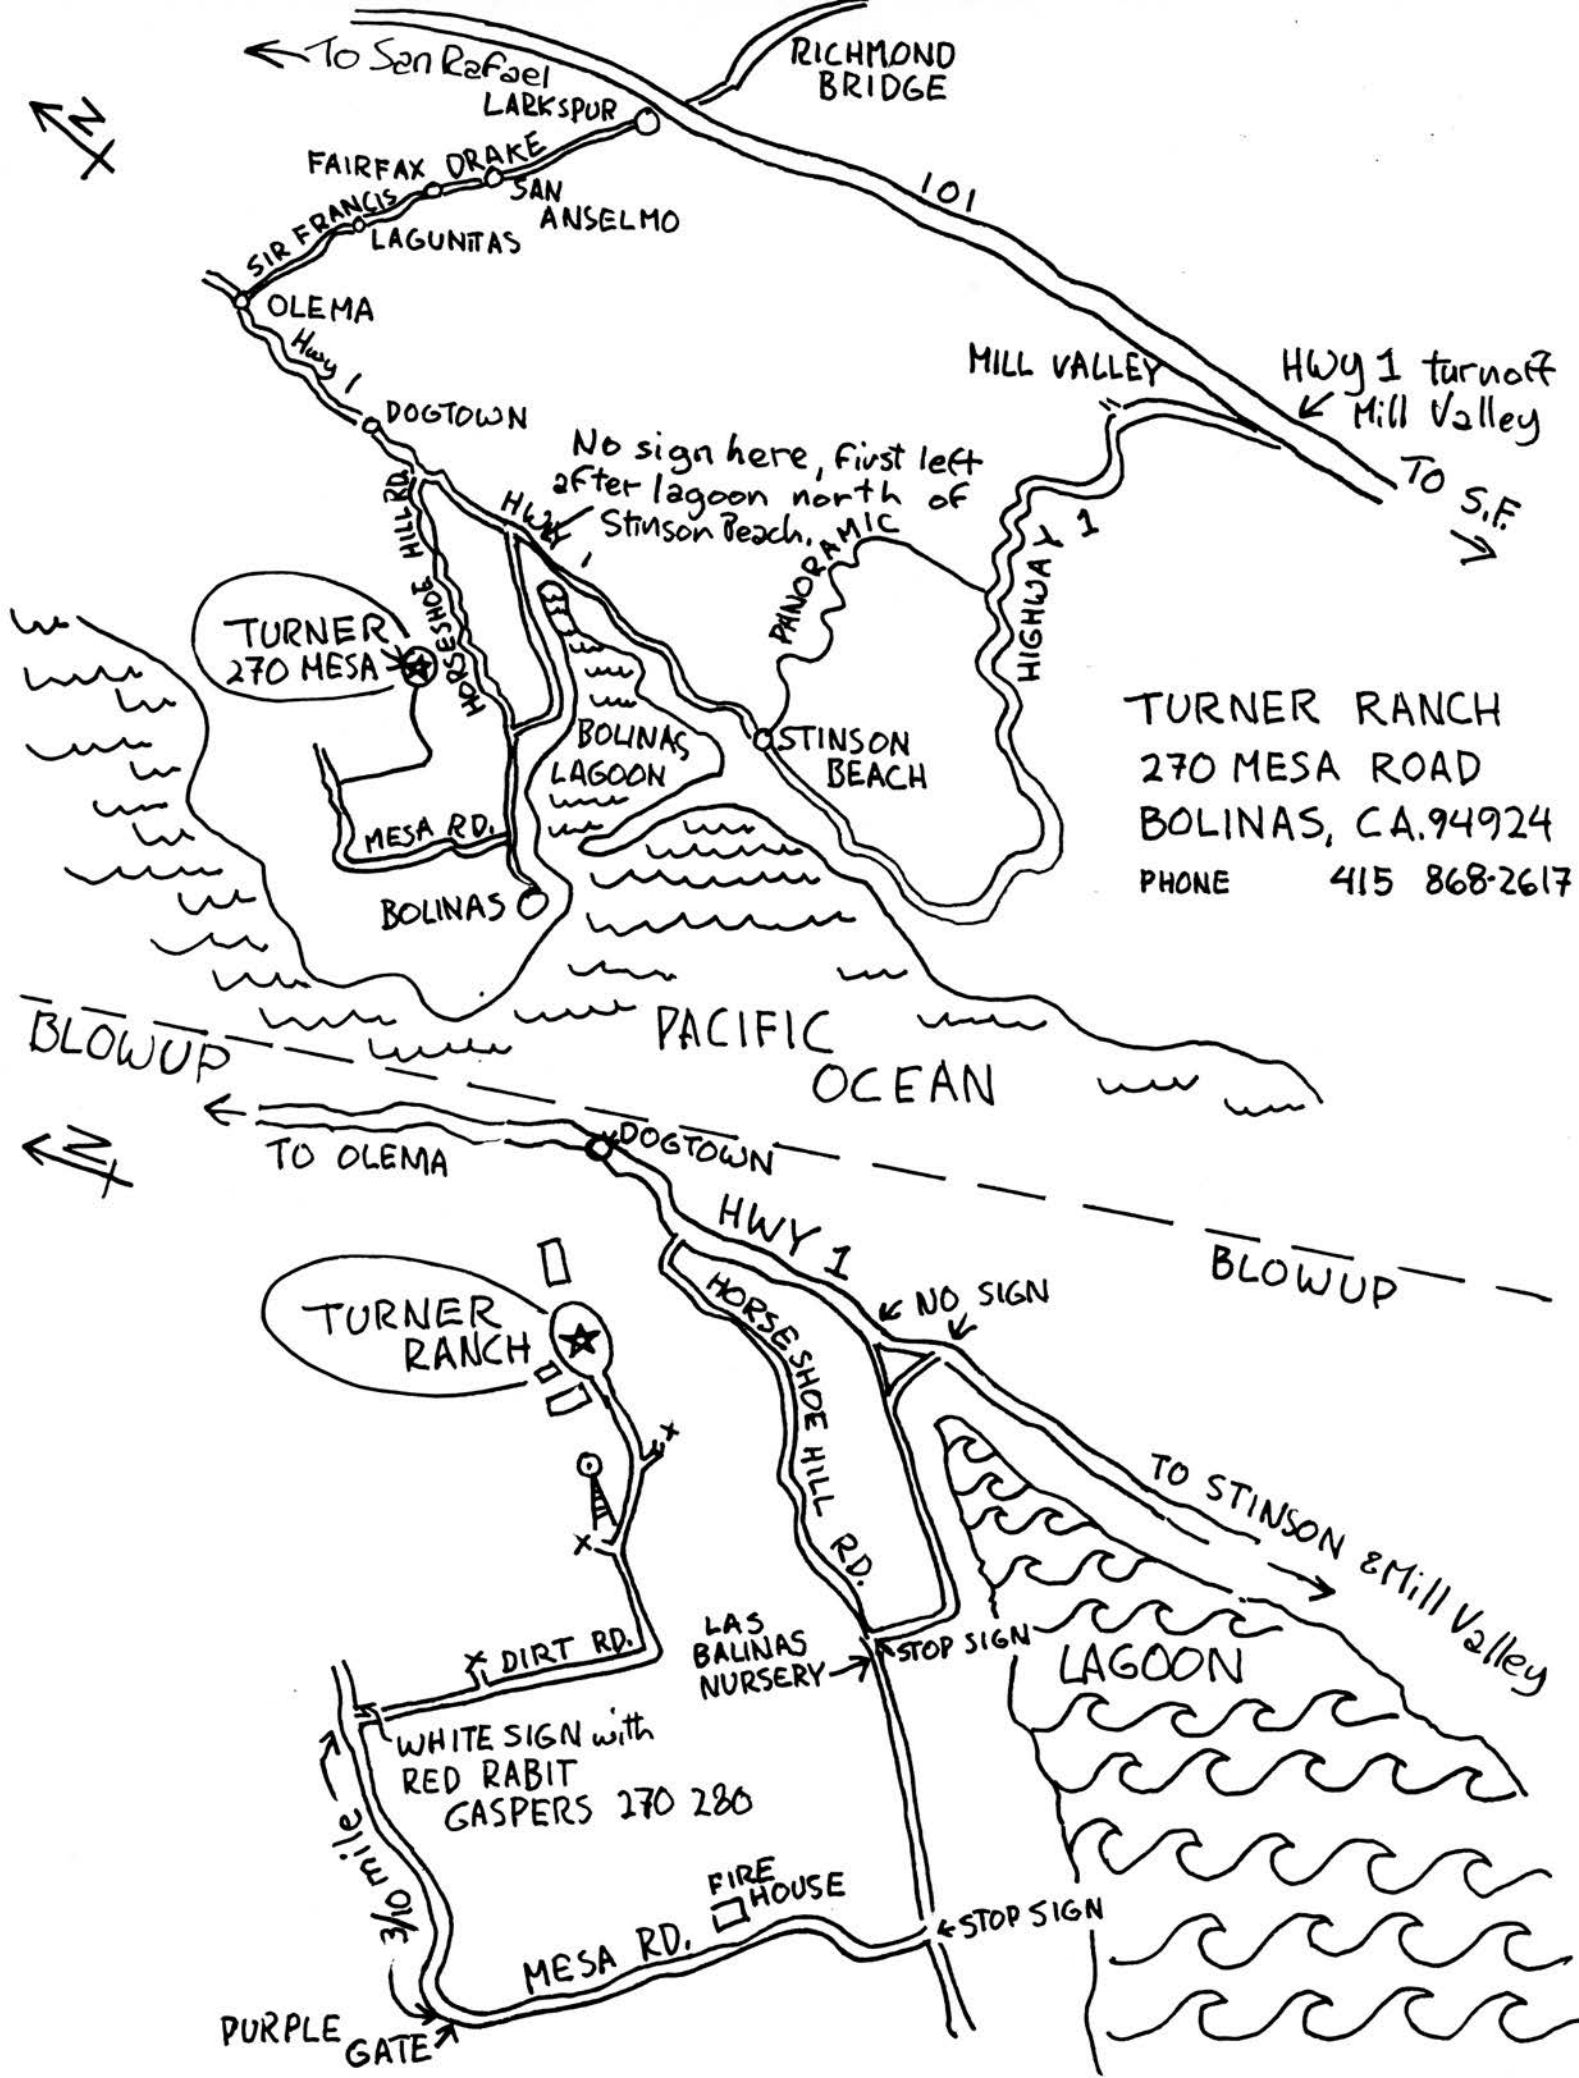 ← To San Rafael
RICHMOND
BRIDGE
LARKSPUR
N
FAIRFAX
SIR FRANCIS DRAKE
SAN
ANSELMO
LAGUNITAS
101
OLEMA
Hwy 1
MILL VALLEY
HWY 1 turnoff
Mill Valley
DOGTOWN
No sign here, first left
after lagoon north of
Stinson Beach.
TO S.F.
HWY 1
HORSESHOE HILL RD.
PANORAMIC
HIGHWAY 1
TURNER
270 MESA
BOLINAS
LAGOON
STINSON
BEACH
TURNER RANCH
270 MESA ROAD
BOLINAS, CA. 94924
PHONE 415 868-2617
MESA RD.
BOLINAS
PACIFIC
OCEAN
BLOWUP
N
TO OLEMA
DOGTOWN
HWY 1
BLOWUP
NO SIGN
TURNER
RANCH
HORSESHOE HILL RD.
TO STINSON & Mill Valley
X
X
X DIRT RD.
LAS
BALINAS
NURSERY
STOP SIGN
LAGOON
WHITE SIGN with
RED RABIT
GASPERS 270 280
3/10 mile
FIRE
HOUSE
STOP SIGN
MESA RD.
PURPLE
GATE